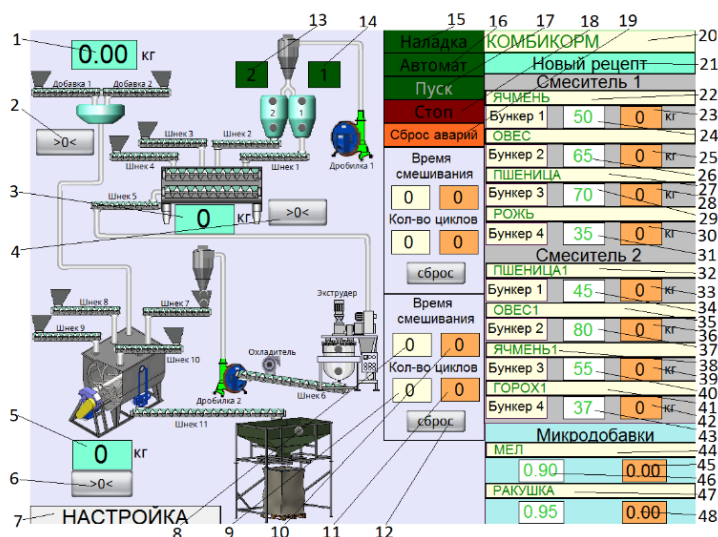 13
14
15
16
17
18
19
1
0.00 кг
Добавка 1
Добавка 2
2
1
2
1
Наладка
КОМБИКОРМ
20
Автомат
Новый рецепт
21
Пуск
Смеситель 1
Стоп
ЯЧМЕНЬ
22
Сброс аварий
Бункер 1
50
0 кг
23
24
ОВЕС
Бункер 2
65
0 кг
25
26
ПШЕНИЦА
27
Бункер 3
70
0 кг
28
29
РОЖЬ
Бункер 4
35
0 кг
30
31
2
>0<
Шнек 3
Шнек 2
Шнек 4
Шнек 1
Дробилка 1
Время
смешивания
0
0
Кол-во циклов
0
0
сброс
3
Шнек 5
0 кг
>0<
4
Смеситель 2
ПШЕНИЦА1
32
Бункер 1
45
0 кг
33
34
ОВЕС1
35
Бункер 2
80
0 кг
36
37
ЯЧМЕНЬ1
38
Бункер 3
55
0 кг
39
40
ГОРОХ1
41
Бункер 4
37
0 кг
42
43
Шнек 8
Шнек 7
Шнек 9
Шнек 10
Экструдер
Охладитель
Дробилка 2
Шнек 6
Шнек 11
Время
смешивания
0
0
Кол-во циклов
0
0
сброс
5
0 кг
6
>0<
7
НАСТРОЙКА
8
9
10
11
12
Микродобавки
МЕЛ
44
0.90
0.00
45
46
РАКУШКА
47
0.95
0.00
48